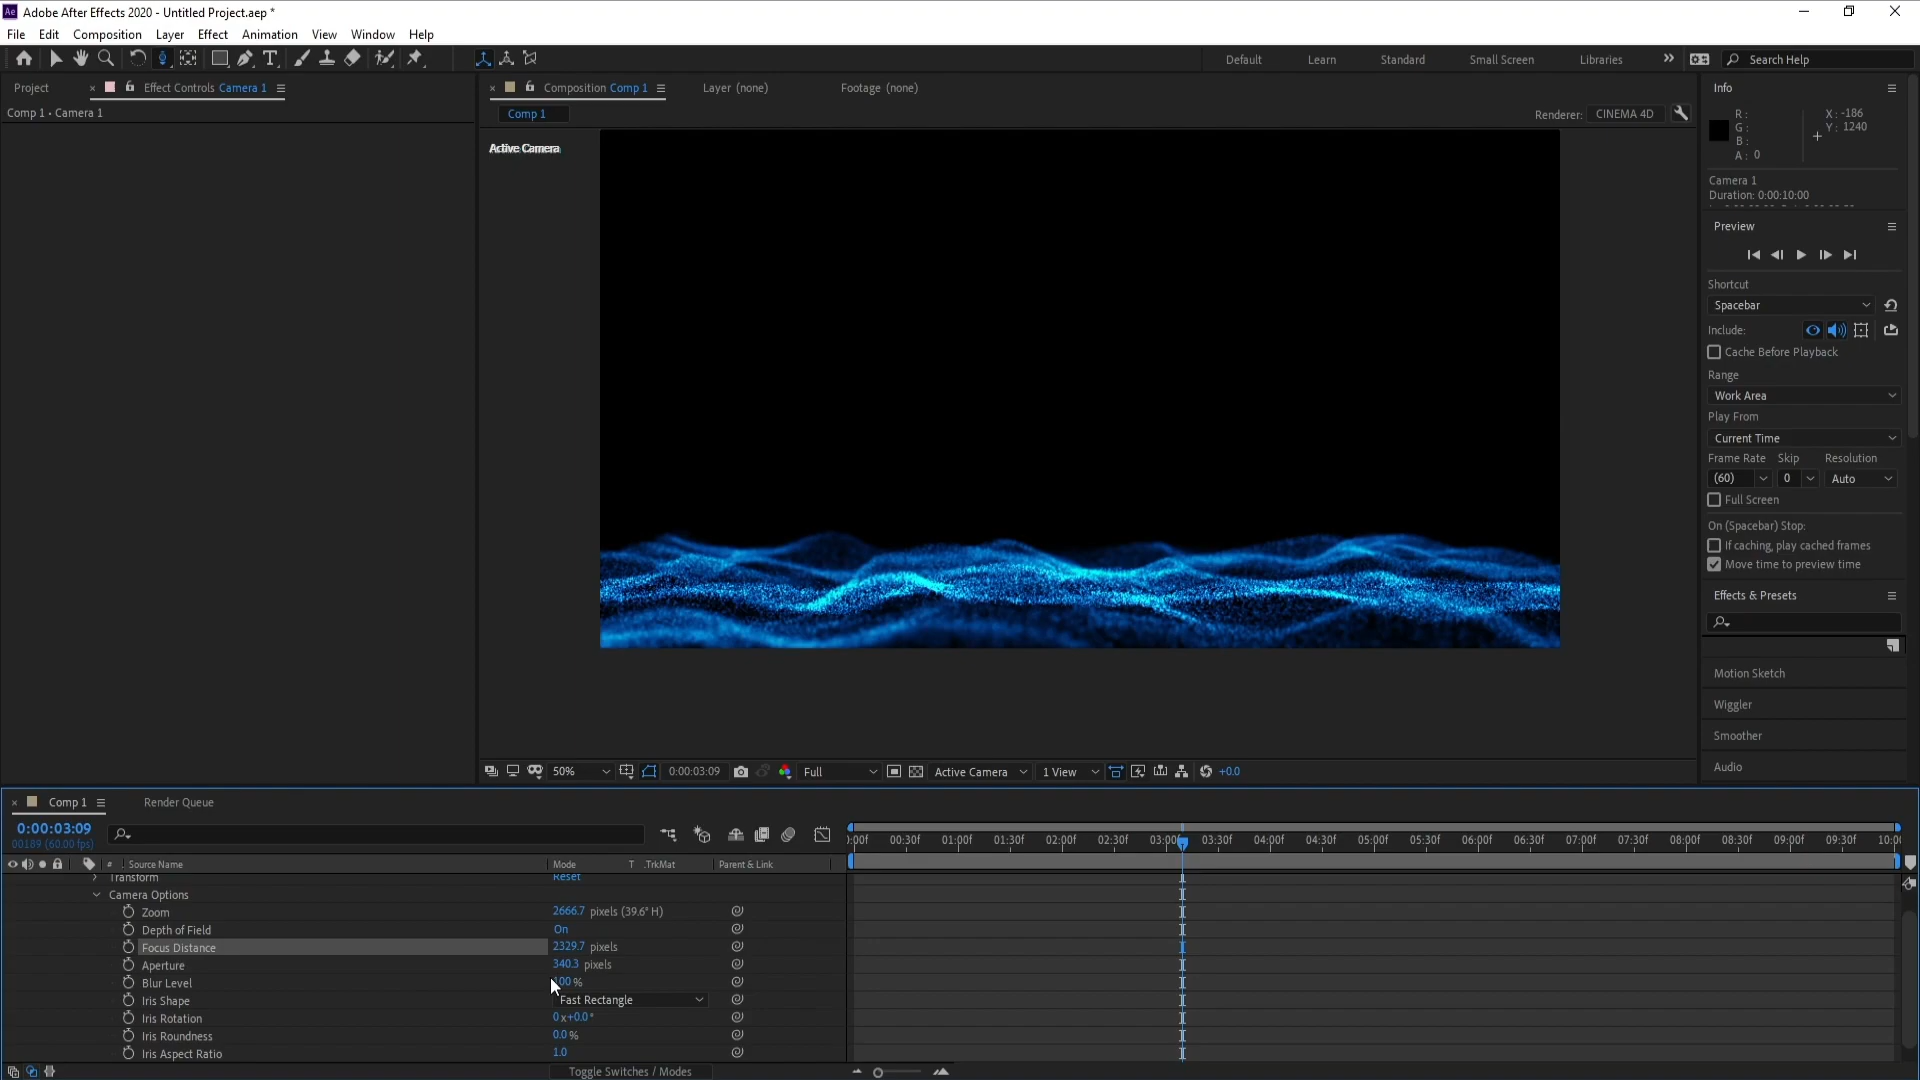 Ae Adobe After Effects 2020 - Untitled Project.aep *
File Edit Composition Layer Effect Animation View Window Help
Default Learn Standard Small Screen Libraries Search Help
Project Effect Controls Camera 1
Composition Comp 1 Layer (none) Footage (none)
Comp 1 • Camera 1
Comp 1
Renderer: CINEMA 4D
Active Camera
Info
R :
G :
B :
A : 0
X : -186
Y : 1240
Camera 1
Duration: 0:00:10:00
Preview
Shortcut
Spacebar
Include:
Cache Before Playback
Range
Work Area
Play From
Current Time
Frame Rate Skip Resolution
(60) 0 Auto
Full Screen
On (Spacebar) Stop:
If caching, play cached frames
Move time to preview time
Effects & Presets
Motion Sketch
Wiggler
Smoother
Audio
50% 0:00:03:09 Full Active Camera 1 View +0.0
Comp 1 Render Queue
0:00:03:09
00189 (60.00 fps)
:00f 00:30f 01:00f 01:30f 02:00f 02:30f 03:00f 03:30f 04:00f 04:30f 05:00f 05:30f 06:00f 06:30f 07:00f 07:30f 08:00f 08:30f 09:00f 09:30f 10:00
# Source Name Mode T .TrkMat Parent & Link
Transform Reset
Camera Options
Zoom 2666.7 pixels (39.6° H)
Depth of Field On
Focus Distance 2329.7 pixels
Aperture 340.3 pixels
Blur Level 100 %
Iris Shape Fast Rectangle
Iris Rotation 0 x+0.0 °
Iris Roundness 0.0 %
Iris Aspect Ratio 1.0
Toggle Switches / Modes